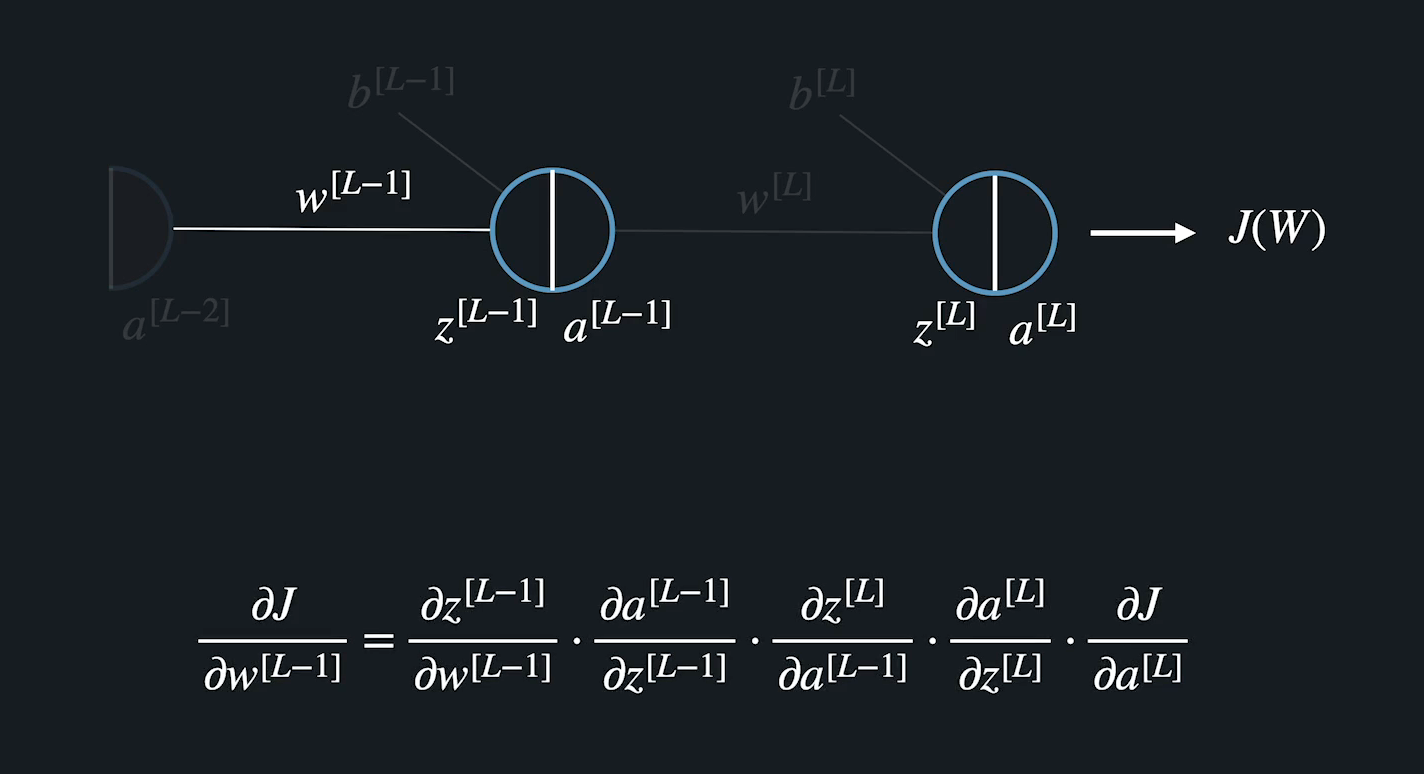 b^[L−1] b^[L]
w^[L−1] w^[L] J(W)
a^[L−2] z^[L−1] a^[L−1] z^[L] a^[L]
∂J/∂w^[L−1] = ∂z^[L−1]/∂w^[L−1] · ∂a^[L−1]/∂z^[L−1] · ∂z^[L]/∂a^[L−1] · ∂a^[L]/∂z^[L] · ∂J/∂a^[L]